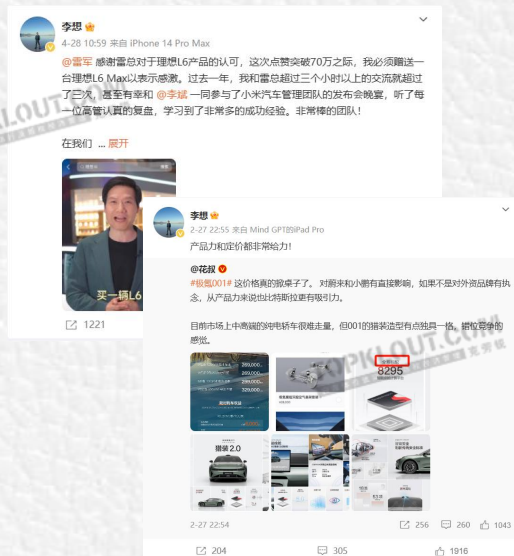 李想
4-28 10:59 来自 iPhone 14 Pro Max
@雷军 感谢雷总对于理想L6产品的认可，这次点赞突破70万之际，我必须赠送一
台理想L6 Max以表示感谢。过去一年，我和雷总超过三个小时以上的交流就超过
了三次，甚至有幸和 @李斌 一同参与了小米汽车管理团队的发布会晚宴，听了每
一位高管认真的复盘，学习到了非常多的成功经验。非常棒的团队！
在我们 ... 展开
买一辆L6
1221
李想
2-27 22:55 来自 Mind GPT的iPad Pro
产品力和定价都非常给力！
@花叔
#极氪001# 这价格真的掀桌子了。 对蔚来和小鹏有直接影响，如果不是对外资品牌有执
念，从产品力来说也比特斯拉更有吸引力。
目前市场上中高端的纯电轿车很难走量，但001的猎装造型有点独具一格，错位竞争的
感觉。
269,000
269,000
329,000
8295
猎装 2.0
2-27 22:54
256
260
1043
204
305
1916
TOPKLOUT.COM
TOPKLOUT.COM